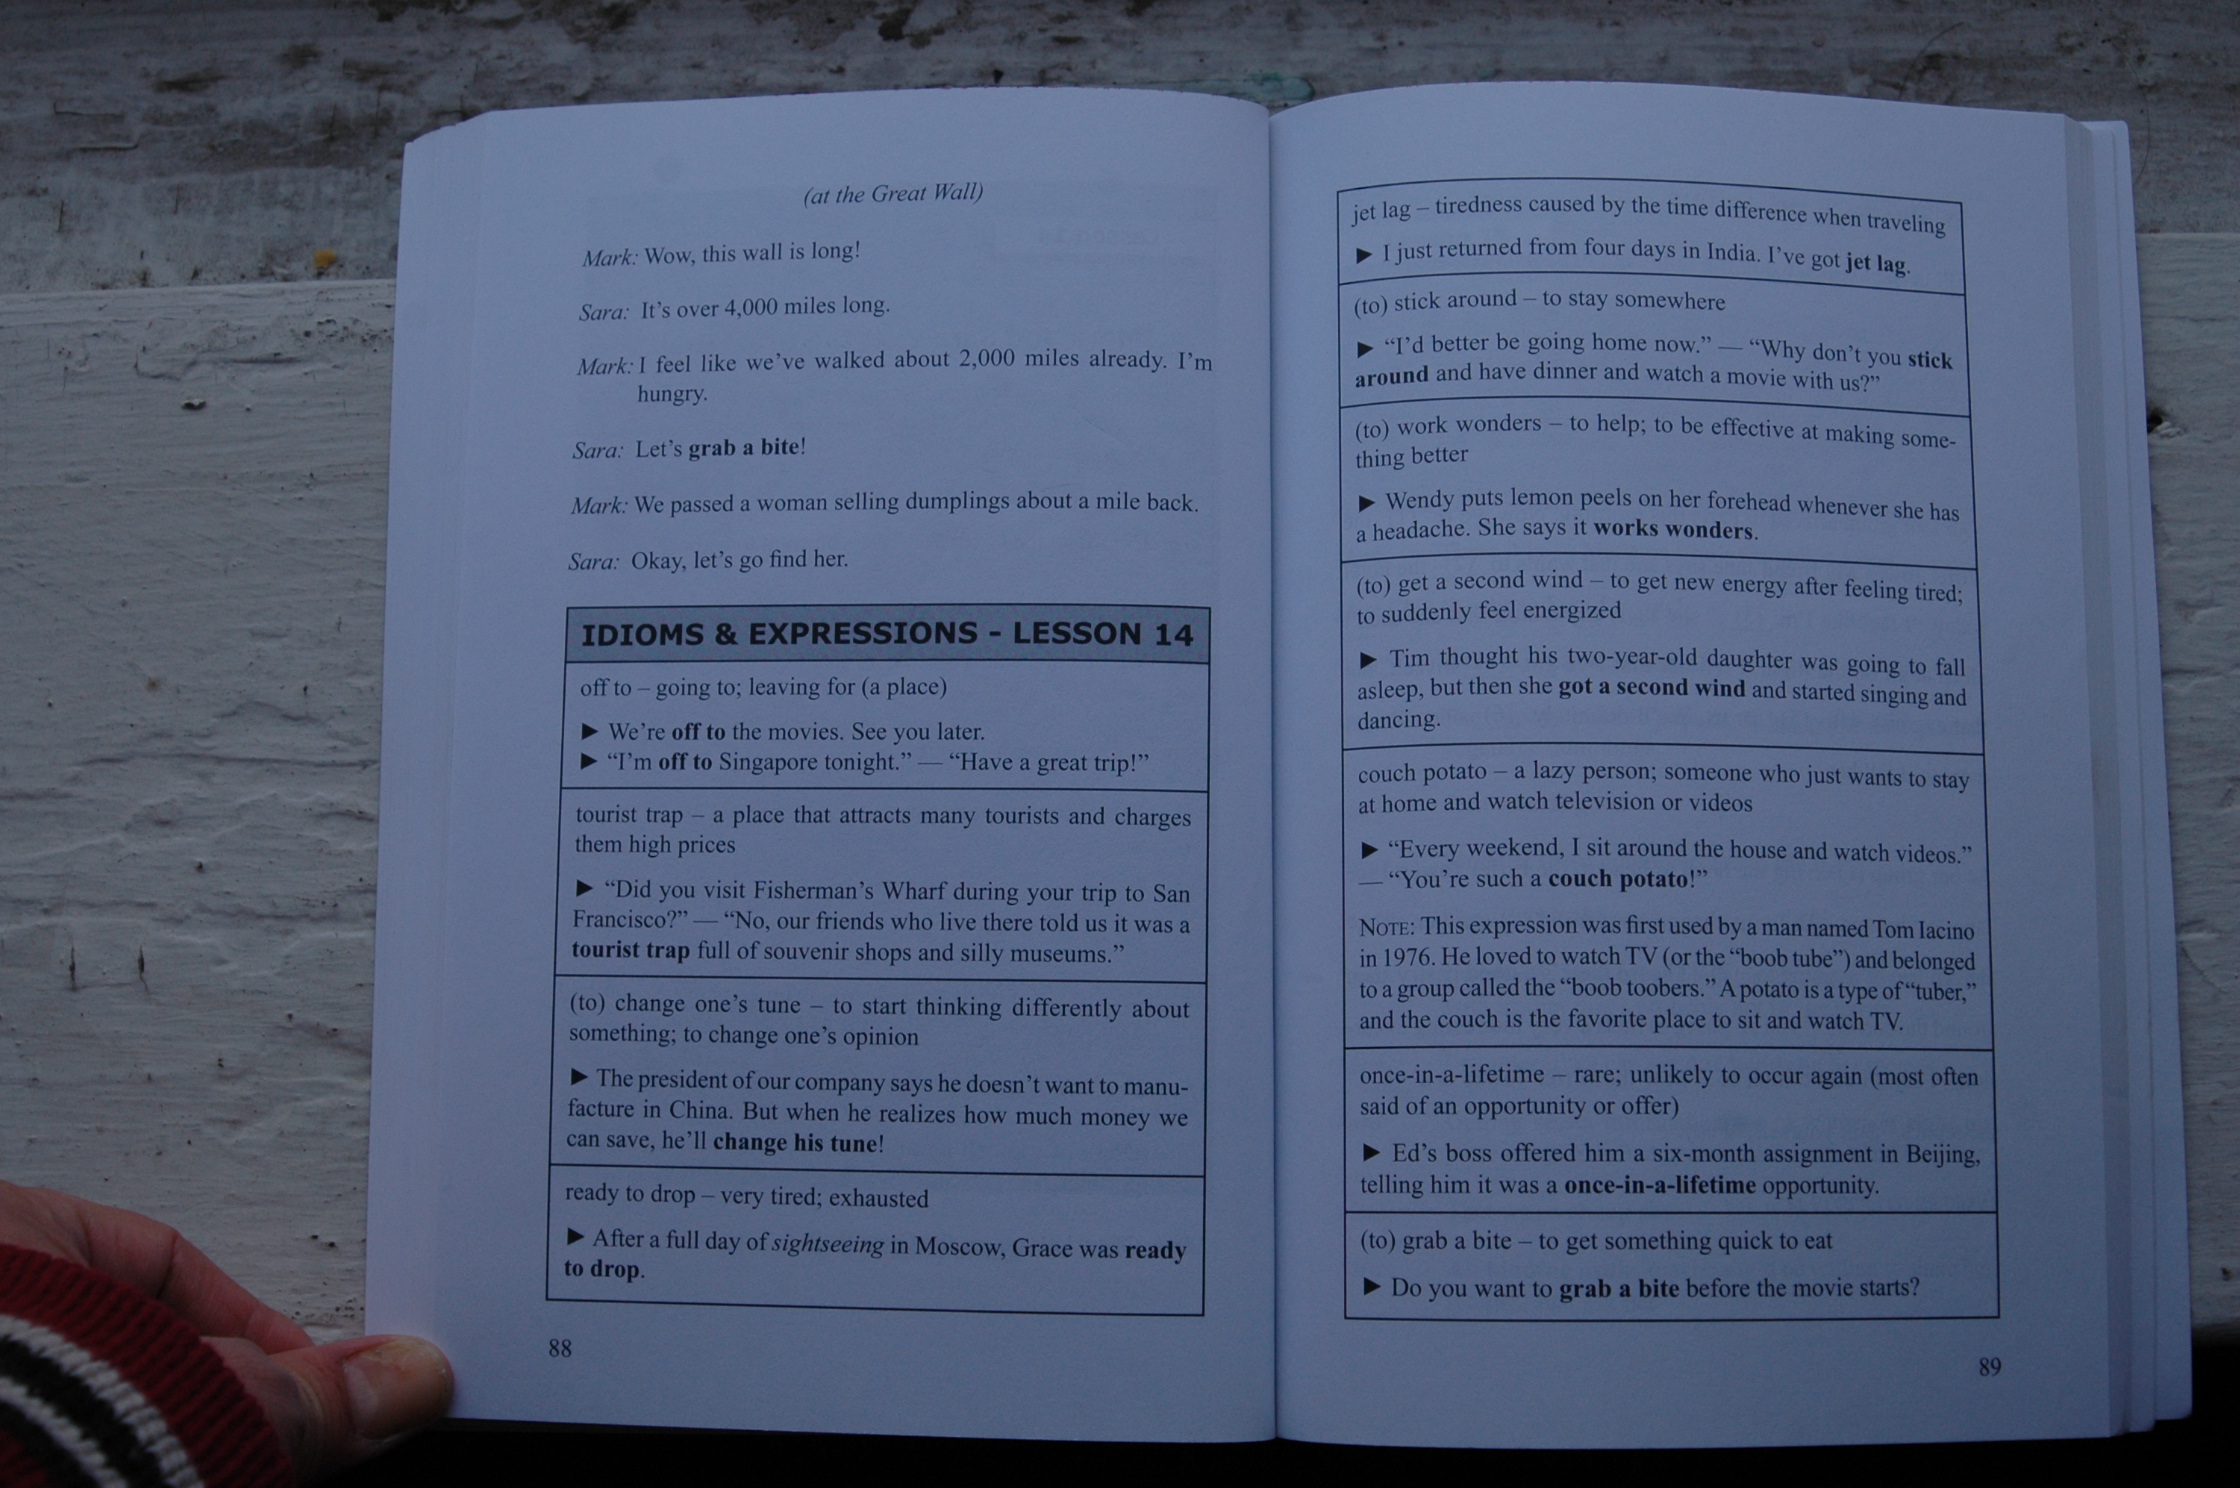 (at the Great Wall)
Mark: Wow, this wall is long!
Sara: It's over 4,000 miles long.
Mark: I feel like we've walked about 2,000 miles already. I'm
hungry.
Sara: Let's grab a bite!
Mark: We passed a woman selling dumplings about a mile back.
Sara: Okay, let's go find her.
IDIOMS & EXPRESSIONS - LESSON 14
off to – going to; leaving for (a place)
► We're off to the movies. See you later.
► “I'm off to Singapore tonight.” — “Have a great trip!”
tourist trap – a place that attracts many tourists and charges
them high prices
► “Did you visit Fisherman's Wharf during your trip to San
Francisco?” — “No, our friends who live there told us it was a
tourist trap full of souvenir shops and silly museums.”
(to) change one's tune – to start thinking differently about
something; to change one's opinion
► The president of our company says he doesn't want to manu-
facture in China. But when he realizes how much money we
can save, he'll change his tune!
ready to drop – very tired; exhausted
► After a full day of sightseeing in Moscow, Grace was ready
to drop.
88
jet lag – tiredness caused by the time difference when traveling
► I just returned from four days in India. I've got jet lag.
(to) stick around – to stay somewhere
► “I'd better be going home now.” — “Why don't you stick
around and have dinner and watch a movie with us?”
(to) work wonders – to help; to be effective at making some-
thing better
► Wendy puts lemon peels on her forehead whenever she has
a headache. She says it works wonders.
(to) get a second wind – to get new energy after feeling tired;
to suddenly feel energized
► Tim thought his two-year-old daughter was going to fall
asleep, but then she got a second wind and started singing and
dancing.
couch potato – a lazy person; someone who just wants to stay
at home and watch television or videos
► “Every weekend, I sit around the house and watch videos.”
— “You're such a couch potato!”
NOTE: This expression was first used by a man named Tom Iacino
in 1976. He loved to watch TV (or the “boob tube”) and belonged
to a group called the “boob toobers.” A potato is a type of “tuber,”
and the couch is the favorite place to sit and watch TV.
once-in-a-lifetime – rare; unlikely to occur again (most often
said of an opportunity or offer)
► Ed's boss offered him a six-month assignment in Beijing,
telling him it was a once-in-a-lifetime opportunity.
(to) grab a bite – to get something quick to eat
► Do you want to grab a bite before the movie starts?
89